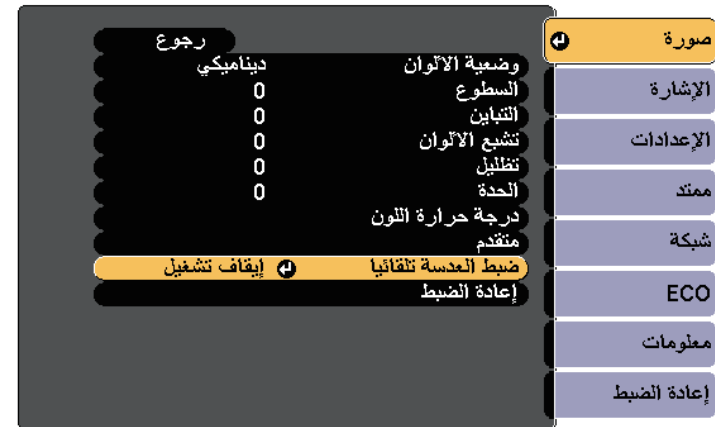 صورة
الإشارة
الإعدادات
ممتد
شبكة
ECO
معلومات
إعادة الضبط
رجوع
وضعية الألوان ديناميكي
السطوع 0
التباين 0
تشبع الألوان 0
تظليل 0
الحدة 0
درجة حرارة اللون
متقدم
ضبط العدسة تلقائيا إيقاف تشغيل
إعادة الضبط